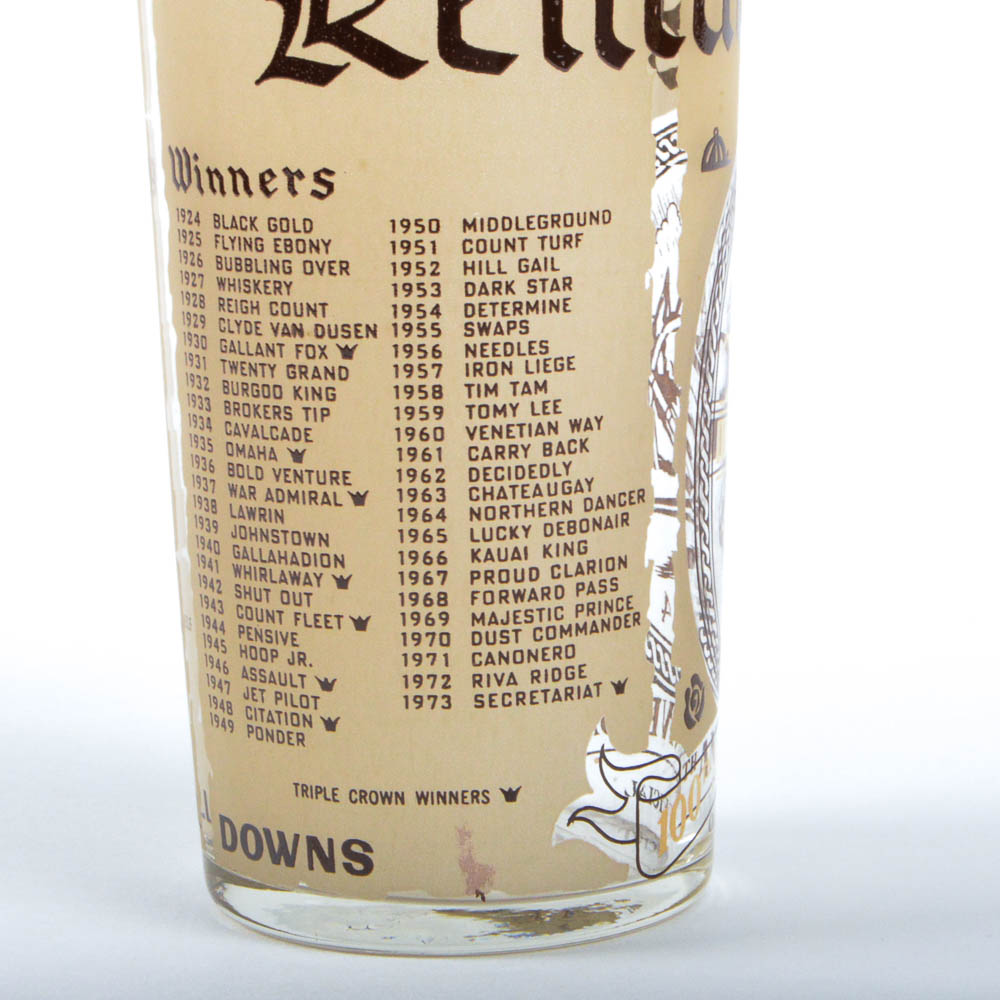 Winners
1924 BLACK GOLD
1925 FLYING EBONY
1926 BUBBLING OVER
1927 WHISKERY
1928 REIGH COUNT
1929 CLYDE VAN DUSEN
1930 GALLANT FOX
1931 TWENTY GRAND
1932 BURGOO KING
1933 BROKERS TIP
1934 CAVALCADE
1935 OMAHA
1936 BOLD VENTURE
1937 WAR ADMIRAL
1938 LAWRIN
1939 JOHNSTOWN
1940 GALLAHADION
1941 WHIRLAWAY
1942 SHUT OUT
1943 COUNT FLEET
1944 PENSIVE
1945 HOOP JR.
1946 ASSAULT
1947 JET PILOT
1948 CITATION
1949 PONDER
1950 MIDDLEGROUND
1951 COUNT TURF
1952 HILL GAIL
1953 DARK STAR
1954 DETERMINE
1955 SWAPS
1956 NEEDLES
1957 IRON LIEGE
1958 TIM TAM
1959 TOMY LEE
1960 VENETIAN WAY
1961 CARRY BACK
1962 DECIDEDLY
1963 CHATEAUGAY
1964 NORTHERN DANCER
1965 LUCKY DEBONAIR
1966 KAUAI KING
1967 PROUD CLARION
1968 FORWARD PASS
1969 MAJESTIC PRINCE
1970 DUST COMMANDER
1971 CANONERO
1972 RIVA RIDGE
1973 SECRETARIAT
TRIPLE CROWN WINNERS
DOWNS
100